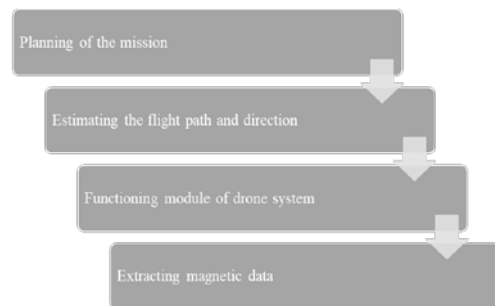 Planning of the mission
Estimating the flight path and direction
Functioning module of drone system
Extracting magnetic data